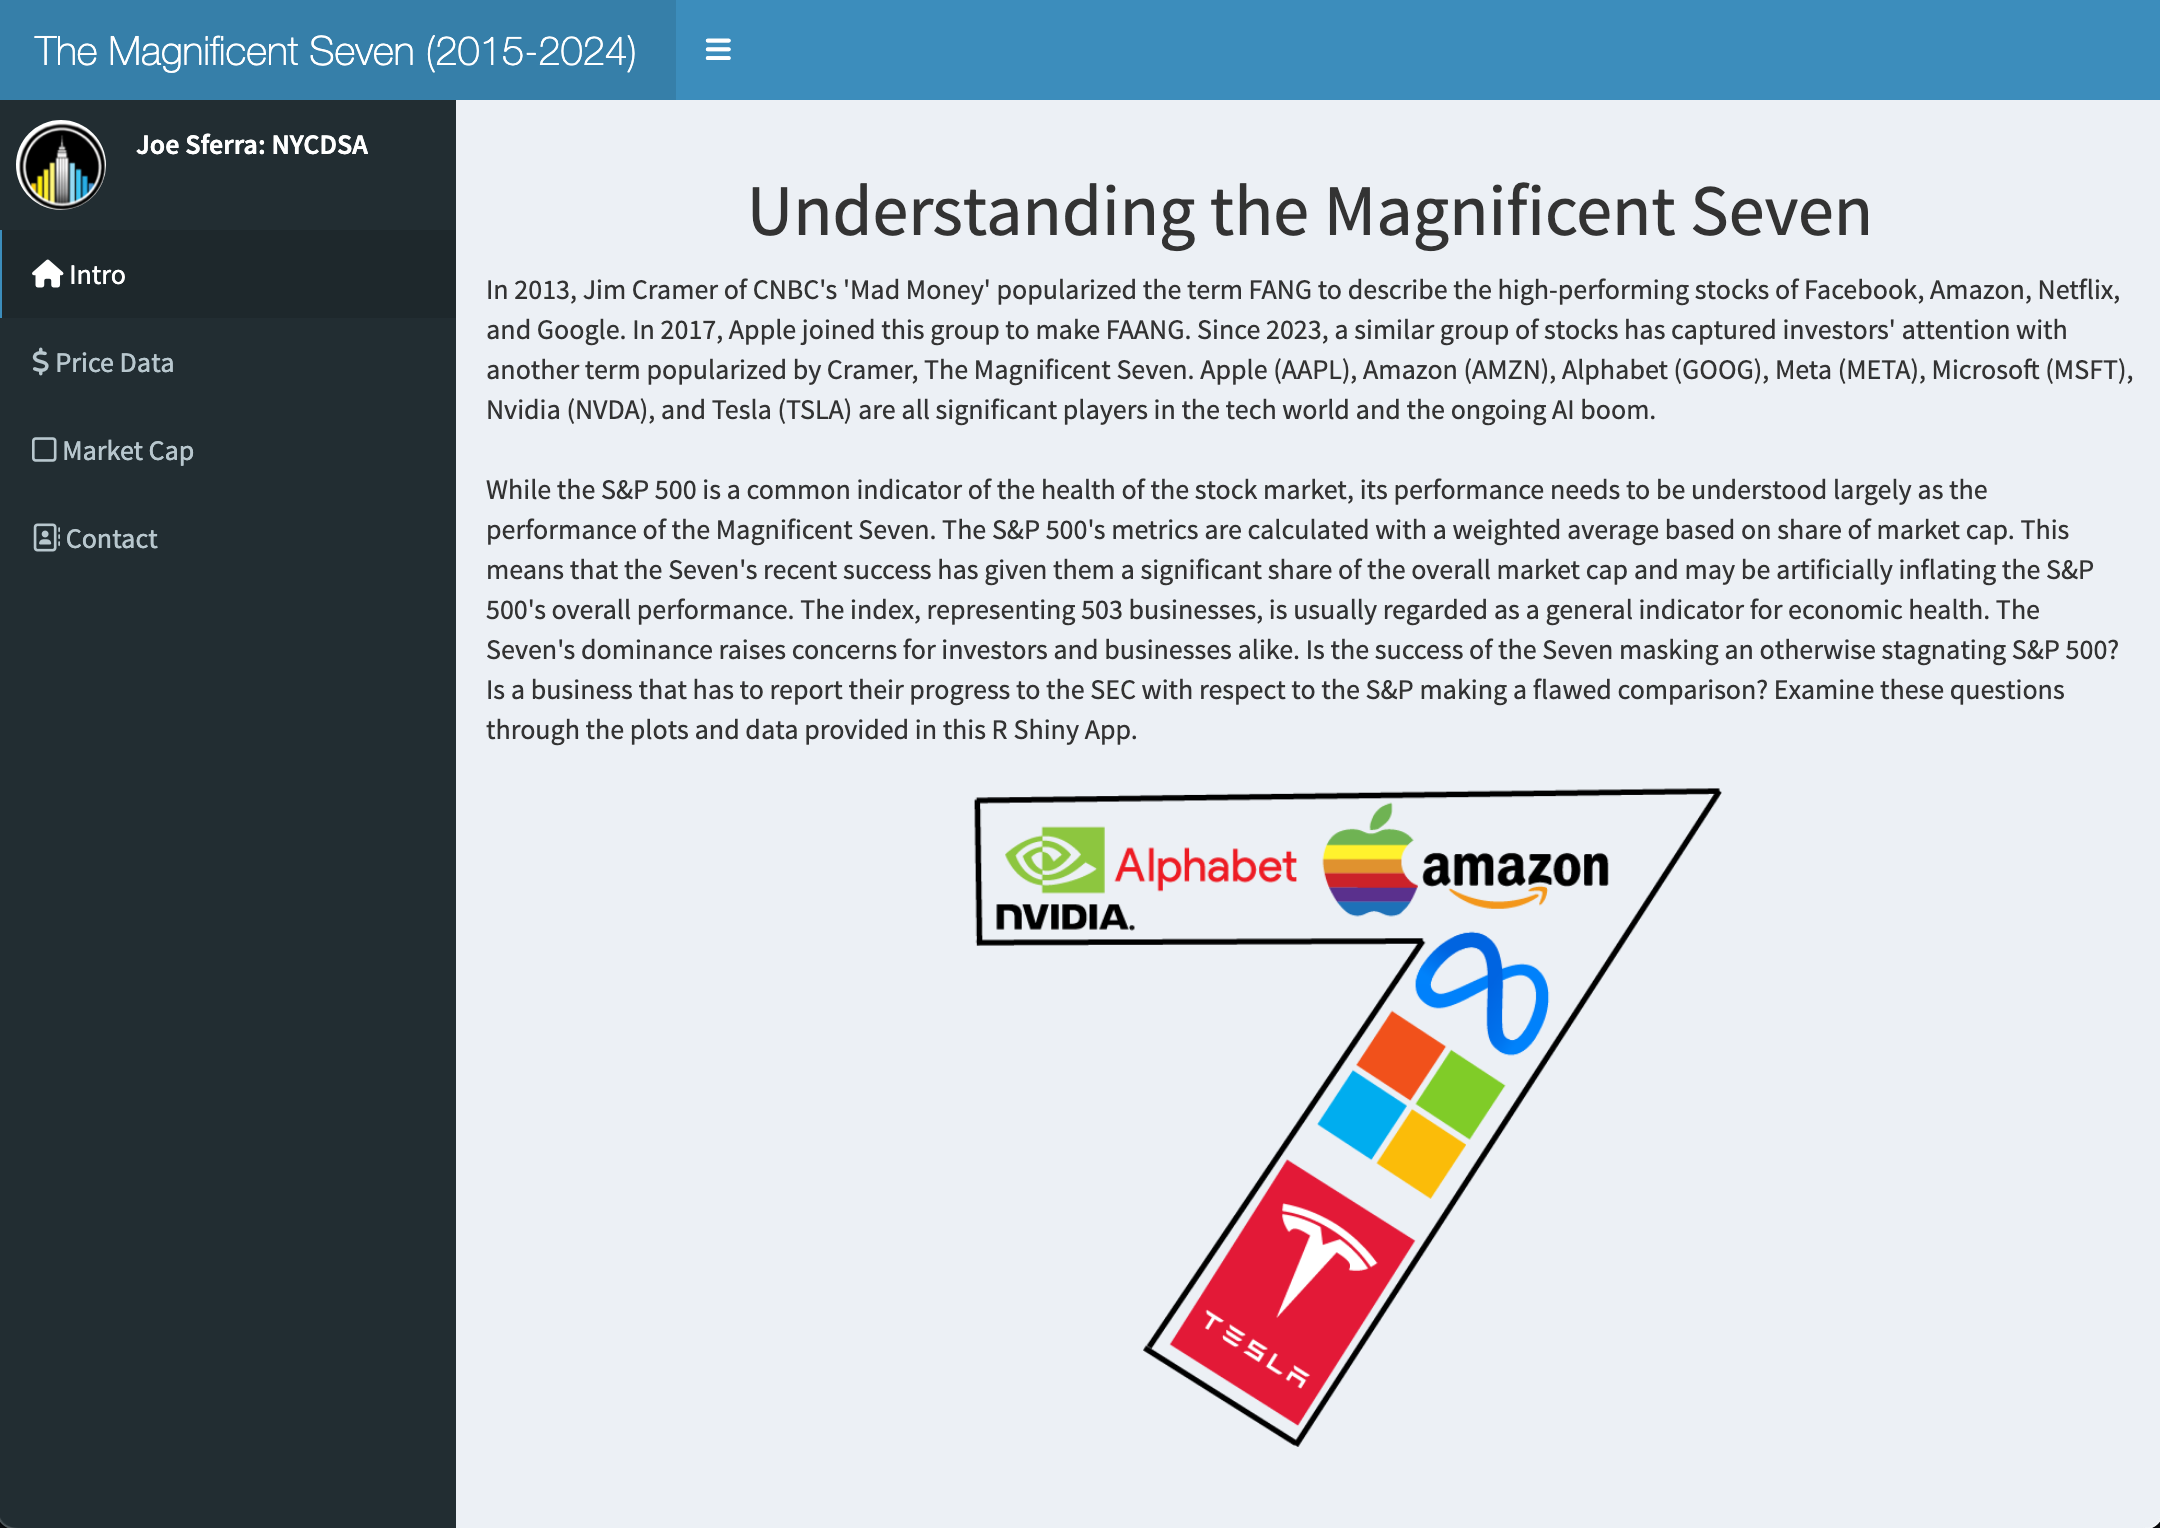 The Magnificent Seven (2015-2024)
Joe Sferra: NYCDSA
Intro
Price Data
Market Cap
Contact
Understanding the Magnificent Seven
In 2013, Jim Cramer of CNBC's 'Mad Money' popularized the term FANG to describe the high-performing stocks of Facebook, Amazon, Netflix,
and Google. In 2017, Apple joined this group to make FAANG. Since 2023, a similar group of stocks has captured investors' attention with
another term popularized by Cramer, The Magnificent Seven. Apple (AAPL), Amazon (AMZN), Alphabet (GOOG), Meta (META), Microsoft (MSFT),
Nvidia (NVDA), and Tesla (TSLA) are all significant players in the tech world and the ongoing AI boom.
While the S&P 500 is a common indicator of the health of the stock market, its performance needs to be understood largely as the
performance of the Magnificent Seven. The S&P 500's metrics are calculated with a weighted average based on share of market cap. This
means that the Seven's recent success has given them a significant share of the overall market cap and may be artificially inflating the S&P
500's overall performance. The index, representing 503 businesses, is usually regarded as a general indicator for economic health. The
Seven's dominance raises concerns for investors and businesses alike. Is the success of the Seven masking an otherwise stagnating S&P 500?
Is a business that has to report their progress to the SEC with respect to the S&P making a flawed comparison? Examine these questions
through the plots and data provided in this R Shiny App.
Alphabet
amazon
NVIDIA.
TESLA